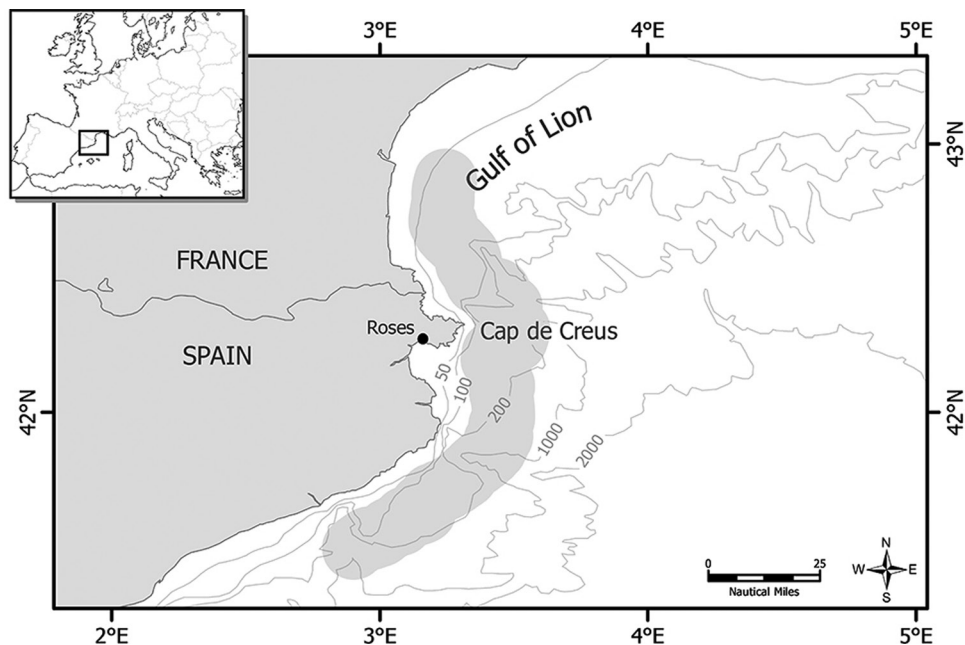 3°E 4°E 5°E
Gulf of Lion
43°N
FRANCE
Roses
Cap de Creus
SPAIN
50
100
200
1000
2000
42°N 42°N
N
W E
S
0 25
Nautical Miles
2°E 3°E 4°E 5°E